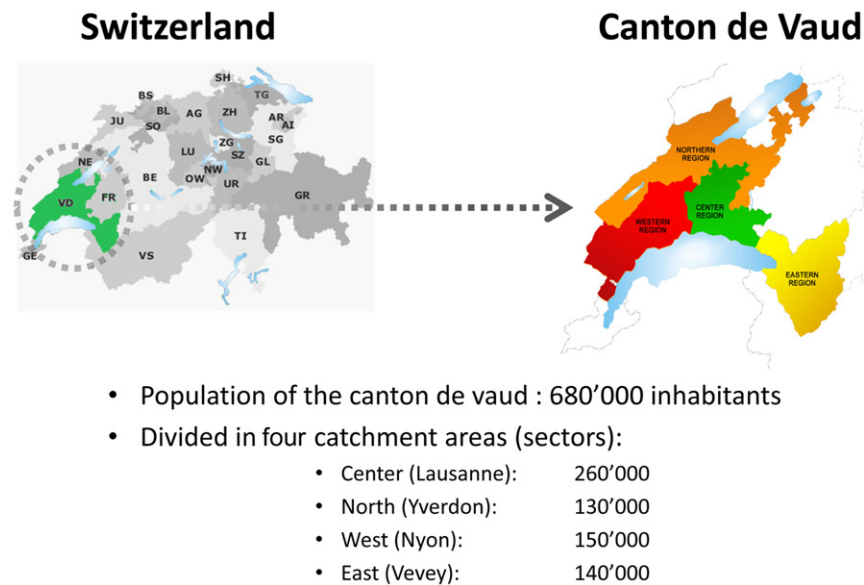 Switzerland
Canton de Vaud
SH
BS
TG
BL
AG
ZH
JU
SO
AR
AI
SG
NE
LU
ZG
SZ
GL
BE
NW
OW
UR
VD
FR
GR
TI
GE
VS
NORTHERN
REGION
CENTER
REGION
WESTERN
REGION
EASTERN
REGION
• Population of the canton de vaud : 680’000 inhabitants
• Divided in four catchment areas (sectors):
• Center (Lausanne): 260’000
• North (Yverdon): 130’000
• West (Nyon): 150’000
• East (Vevey): 140’000